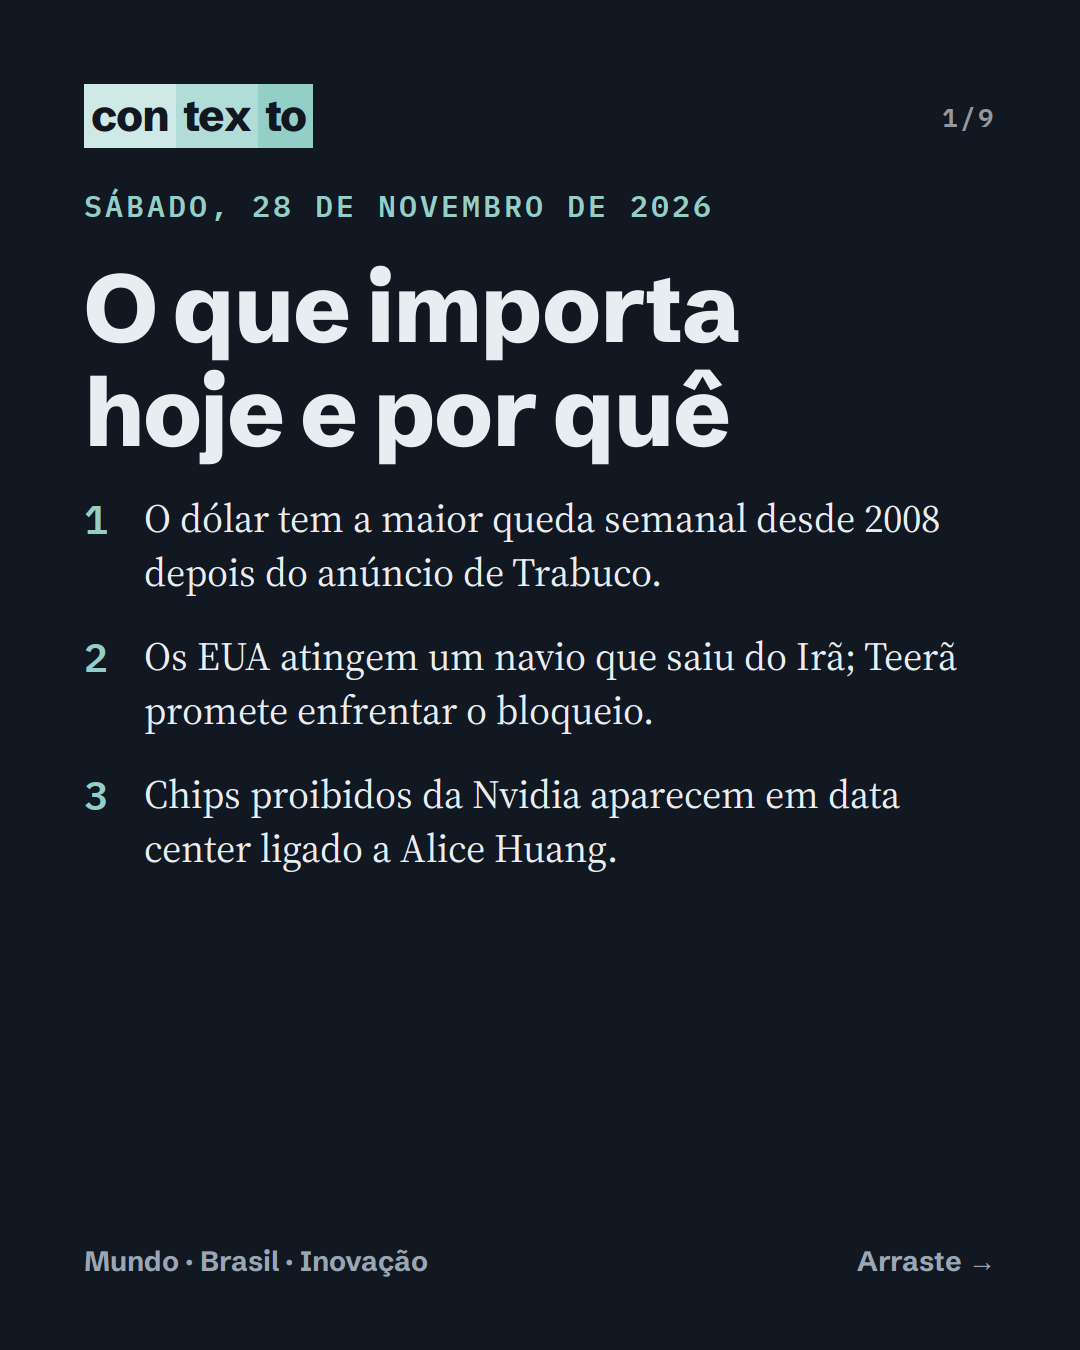 con tex to
1/9
SÁBADO, 28 DE NOVEMBRO DE 2026
O que importa
hoje e por quê
1 O dólar tem a maior queda semanal desde 2008
depois do anúncio de Trabuco.
2 Os EUA atingem um navio que saiu do Irã; Teerã
promete enfrentar o bloqueio.
3 Chips proibidos da Nvidia aparecem em data
center ligado a Alice Huang.
Mundo · Brasil · Inovação
Arraste →